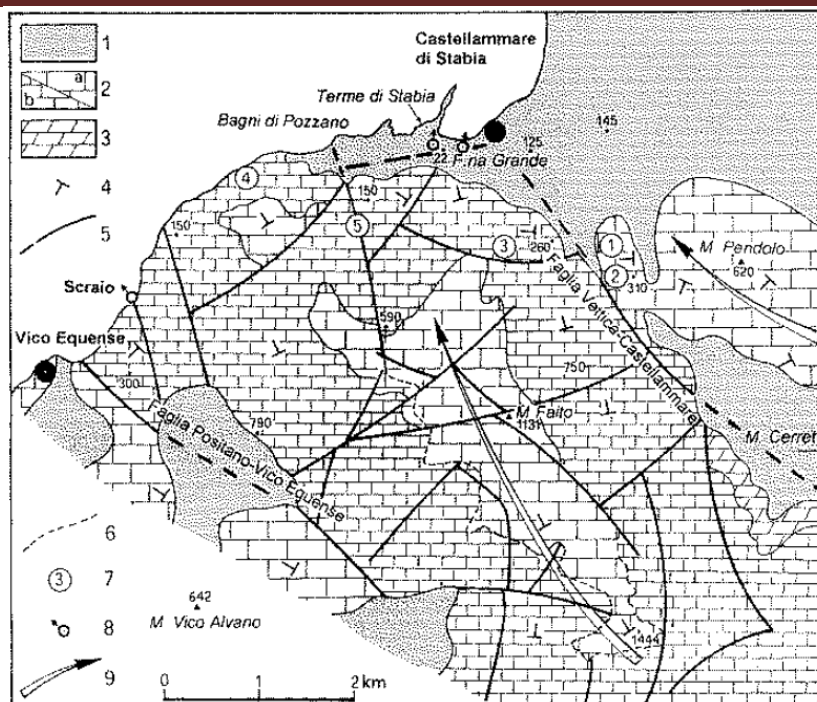 1
a
b
2
3
4
5
6
7
8
9
3
Castellammare
di Stabia
Terme di Stabia
Bagni di Pozzano
F.na Grande
22
125
145
4
150
5
150
3
260
1
2
310
M. Pendolo
620
Scraio
Vico Equense
300
590
750
780
M. Faito
1131
Faglia Vettica-Castellammare
Faglia Positano-Vico Equense
M. Cerret
642
M. Vico Alvano
1444
0 1 2 km